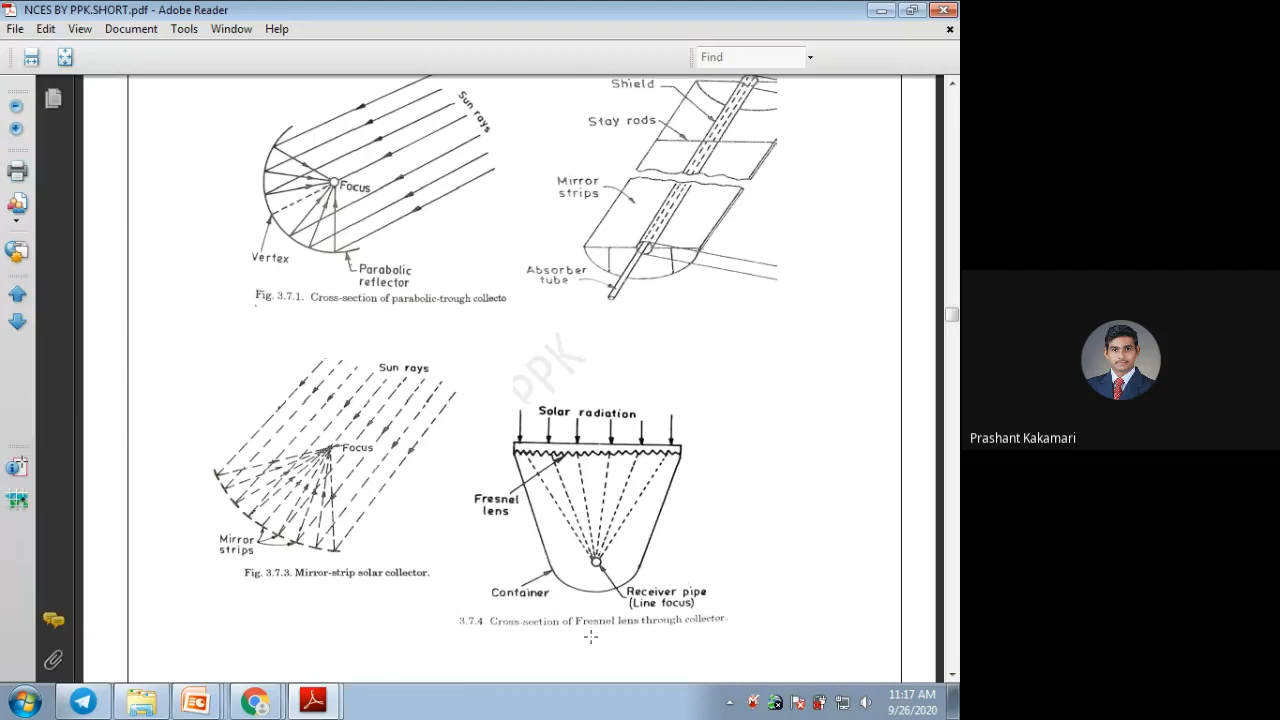 NCES BY PPK.SHORT.pdf - Adobe Reader
File Edit View Document Tools Window Help
Find
Sun rays
Focus
Vertex
Parabolic
reflector
Fig. 3.7.1. Cross-section of parabolic-trough collecto
Shield
Stay rods
Mirror
strips
Absorber
tube
PPK
Sun rays
Focus
Mirror
strips
Fig. 3.7.3. Mirror-strip solar collector.
Solar radiation
Fresnel
lens
Container
Receiver pipe
(Line focus)
3.7.4 Cross-section of Fresnel lens through collector.
Prashant Kakamari
11:17 AM
9/26/2020